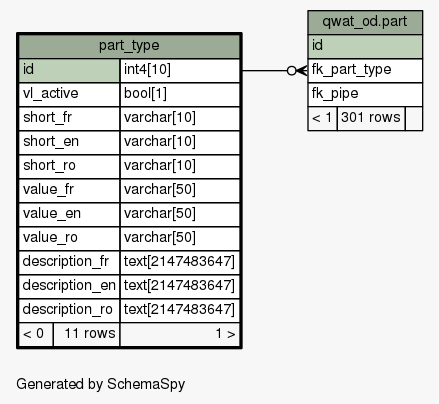 part_type
id int4[10]
vl_active bool[1]
short_fr varchar[10]
short_en varchar[10]
short_ro varchar[10]
value_fr varchar[50]
value_en varchar[50]
value_ro varchar[50]
description_fr text[2147483647]
description_en text[2147483647]
description_ro text[2147483647]
< 0 11 rows 1 >
qwat_od.part
id
fk_part_type
fk_pipe
< 1 301 rows
Generated by SchemaSpy